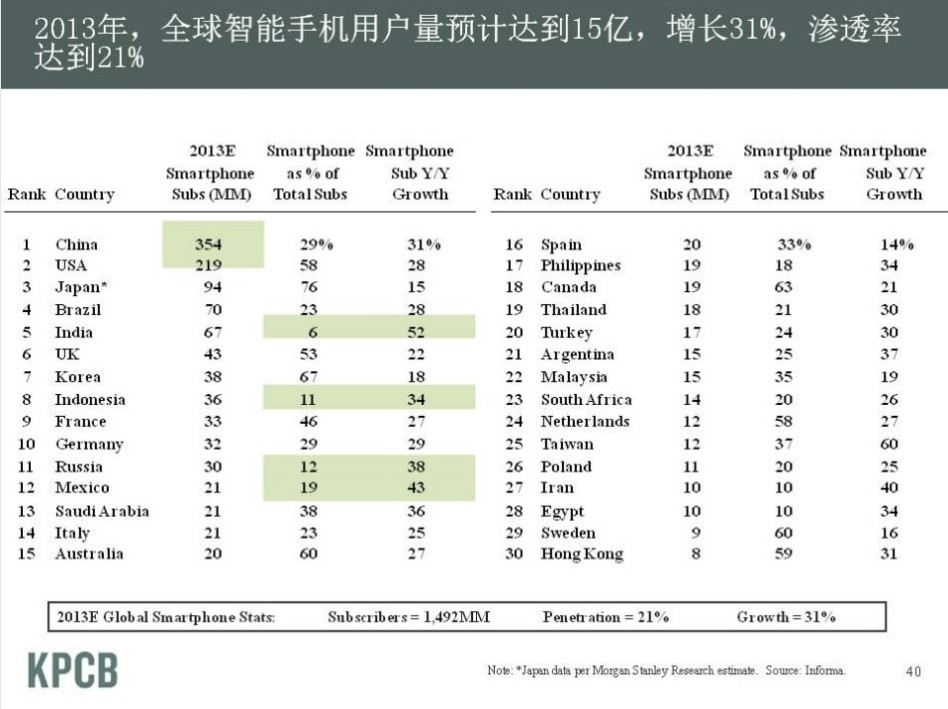 2013年，全球智能手机用户量预计达到15亿，增长31%，渗透率
达到21%
2013E Smartphone Smartphone 2013E Smartphone Smartphone
Smartphone as % of Sub Y/Y Smartphone as % of Sub Y/Y
Rank Country Subs (MM) Total Subs Growth Rank Country Subs (MM) Total Subs Growth
1 China 354 29% 31% 16 Spain 20 33% 14%
2 USA 219 58 28 17 Philippines 19 18 34
3 Japan* 94 76 15 18 Canada 19 63 21
4 Brazil 70 23 28 19 Thailand 18 21 30
5 India 67 6 52 20 Turkey 17 24 30
6 UK 43 53 22 21 Argentina 15 25 37
7 Korea 38 67 18 22 Malaysia 15 35 19
8 Indonesia 36 11 34 23 South Africa 14 20 26
9 France 33 46 27 24 Netherlands 12 58 27
10 Germany 32 29 29 25 Taiwan 12 37 60
11 Russia 30 12 38 26 Poland 11 20 25
12 Mexico 21 19 43 27 Iran 10 10 40
13 Saudi Arabia 21 38 36 28 Egypt 10 10 34
14 Italy 21 23 25 29 Sweden 9 60 16
15 Australia 20 60 27 30 Hong Kong 8 59 31
2013E Global Smartphone Stats: Subscribers = 1,492MM Penetration = 21% Growth = 31%
KPCB
Note: *Japan data per Morgan Stanley Research estimate. Source: Informa.
40